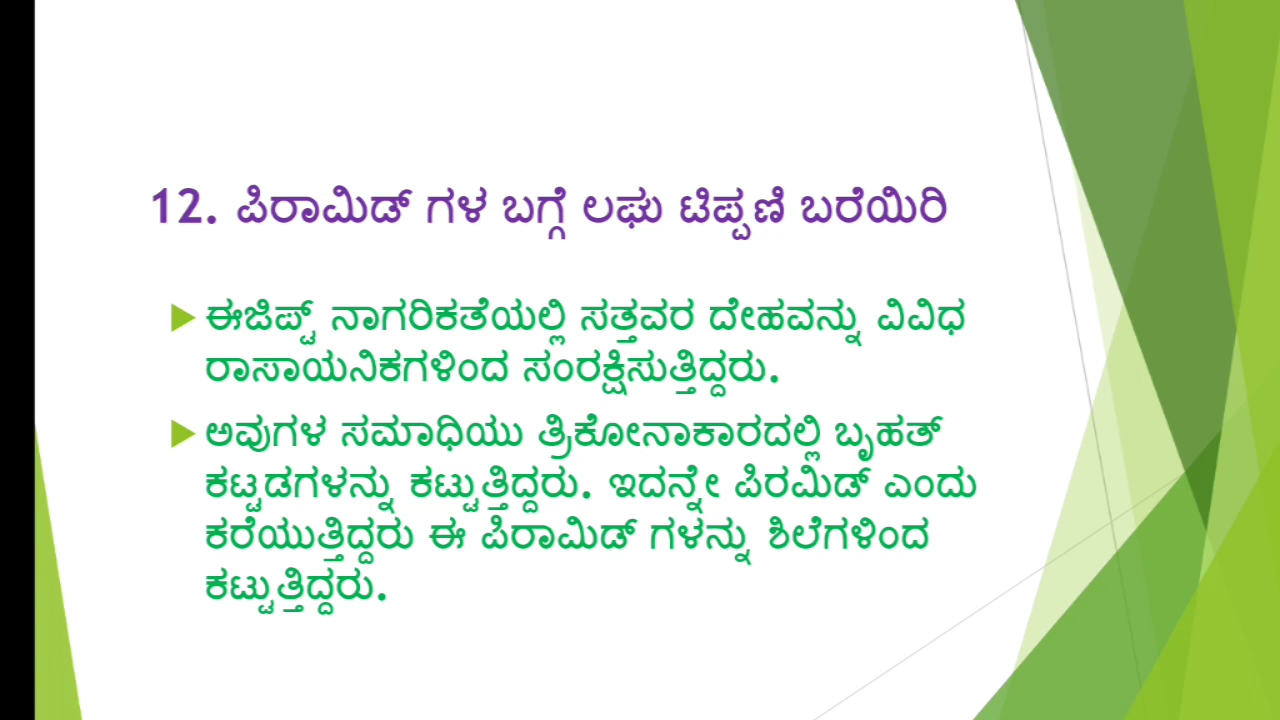 12. ಪಿರಾಮಿಡ್ ಗಳ ಬಗ್ಗೆ ಲಘು ಟಿಪ್ಪಣಿ ಬರೆಯಿರಿ
ಈಜಿಪ್ಟ್ ನಾಗರಿಕತೆಯಲ್ಲಿ ಸತ್ತವರ ದೇಹವನ್ನು ವಿವಿಧ
ರಾಸಾಯನಿಕಗಳಿಂದ ಸಂರಕ್ಷಿಸುತ್ತಿದ್ದರು.
ಅವುಗಳ ಸಮಾಧಿಯು ತ್ರಿಕೋನಾಕಾರದಲ್ಲಿ ಬೃಹತ್
ಕಟ್ಟಡಗಳನ್ನು ಕಟ್ಟುತ್ತಿದ್ದರು. ಇದನ್ನೇ ಪಿರಮಿಡ್ ಎಂದು
ಕರೆಯುತ್ತಿದ್ದರು ಈ ಪಿರಾಮಿಡ್ ಗಳನ್ನು ಶಿಲೆಗಳಿಂದ
ಕಟ್ಟುತ್ತಿದ್ದರು.